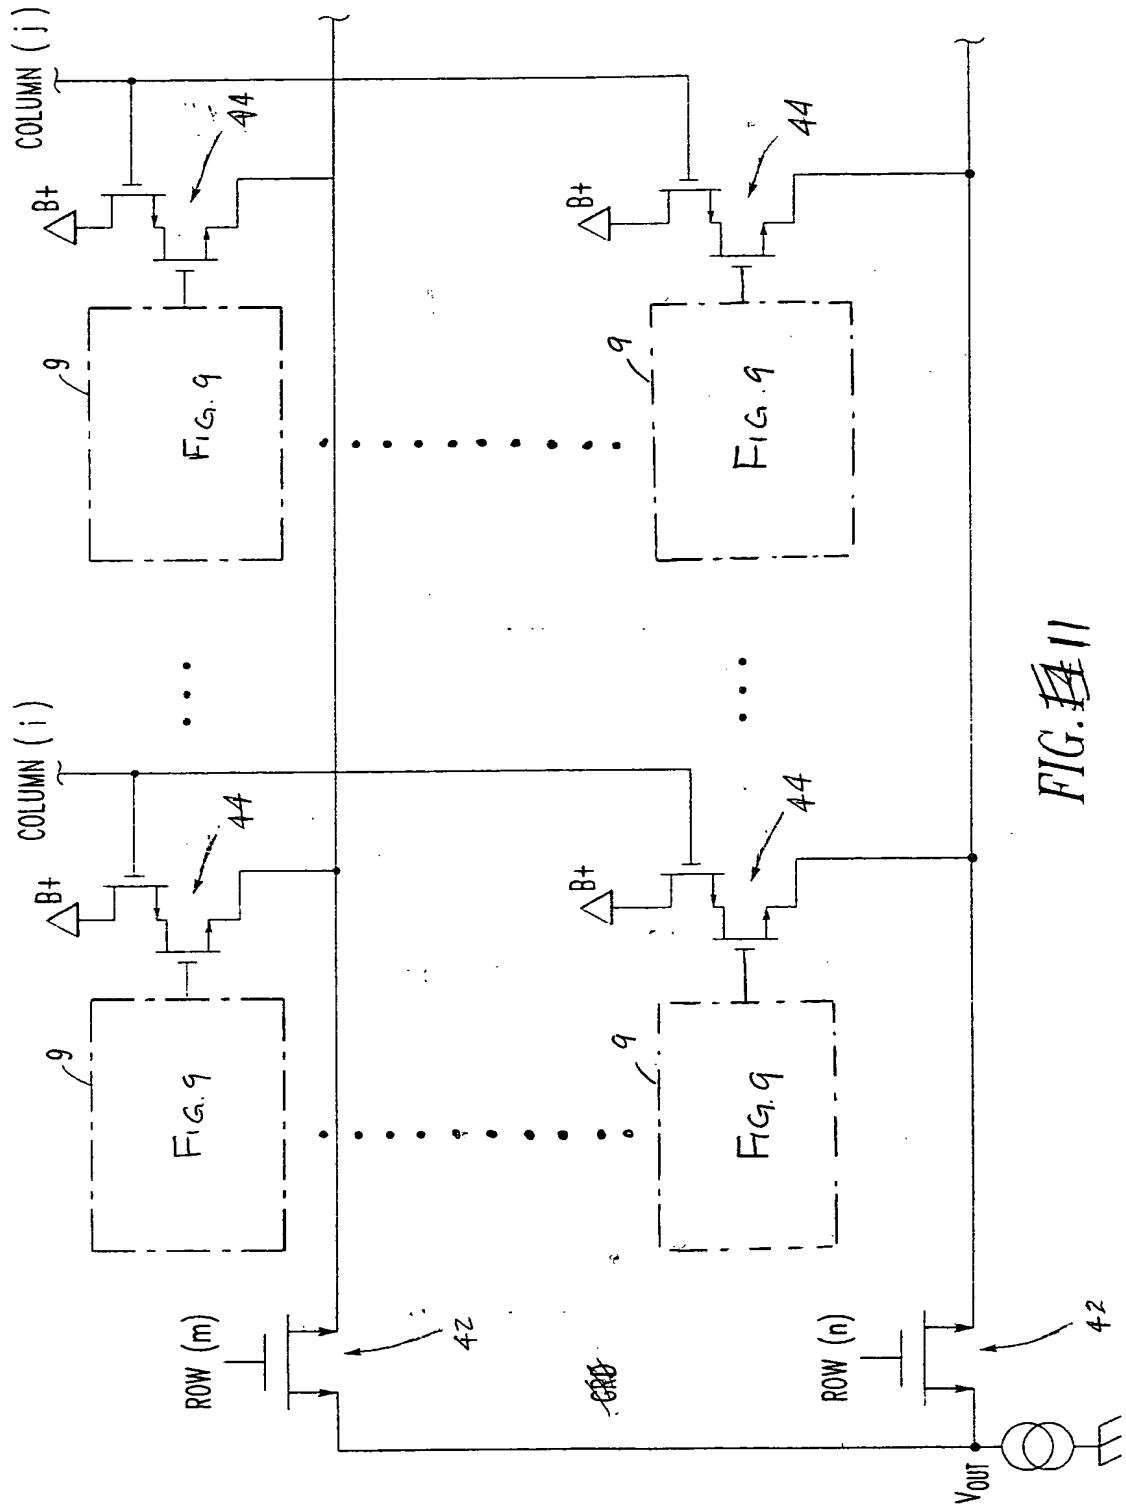 COLUMN (i)
COLUMN (j)
B+
44
B+
44
9
FIG. 9
9
FIG. 9
ROW (m)
42
B+
44
B+
44
9
FIG. 9
9
FIG. 9
GRD
ROW (n)
42
VOUT
FIG. 11